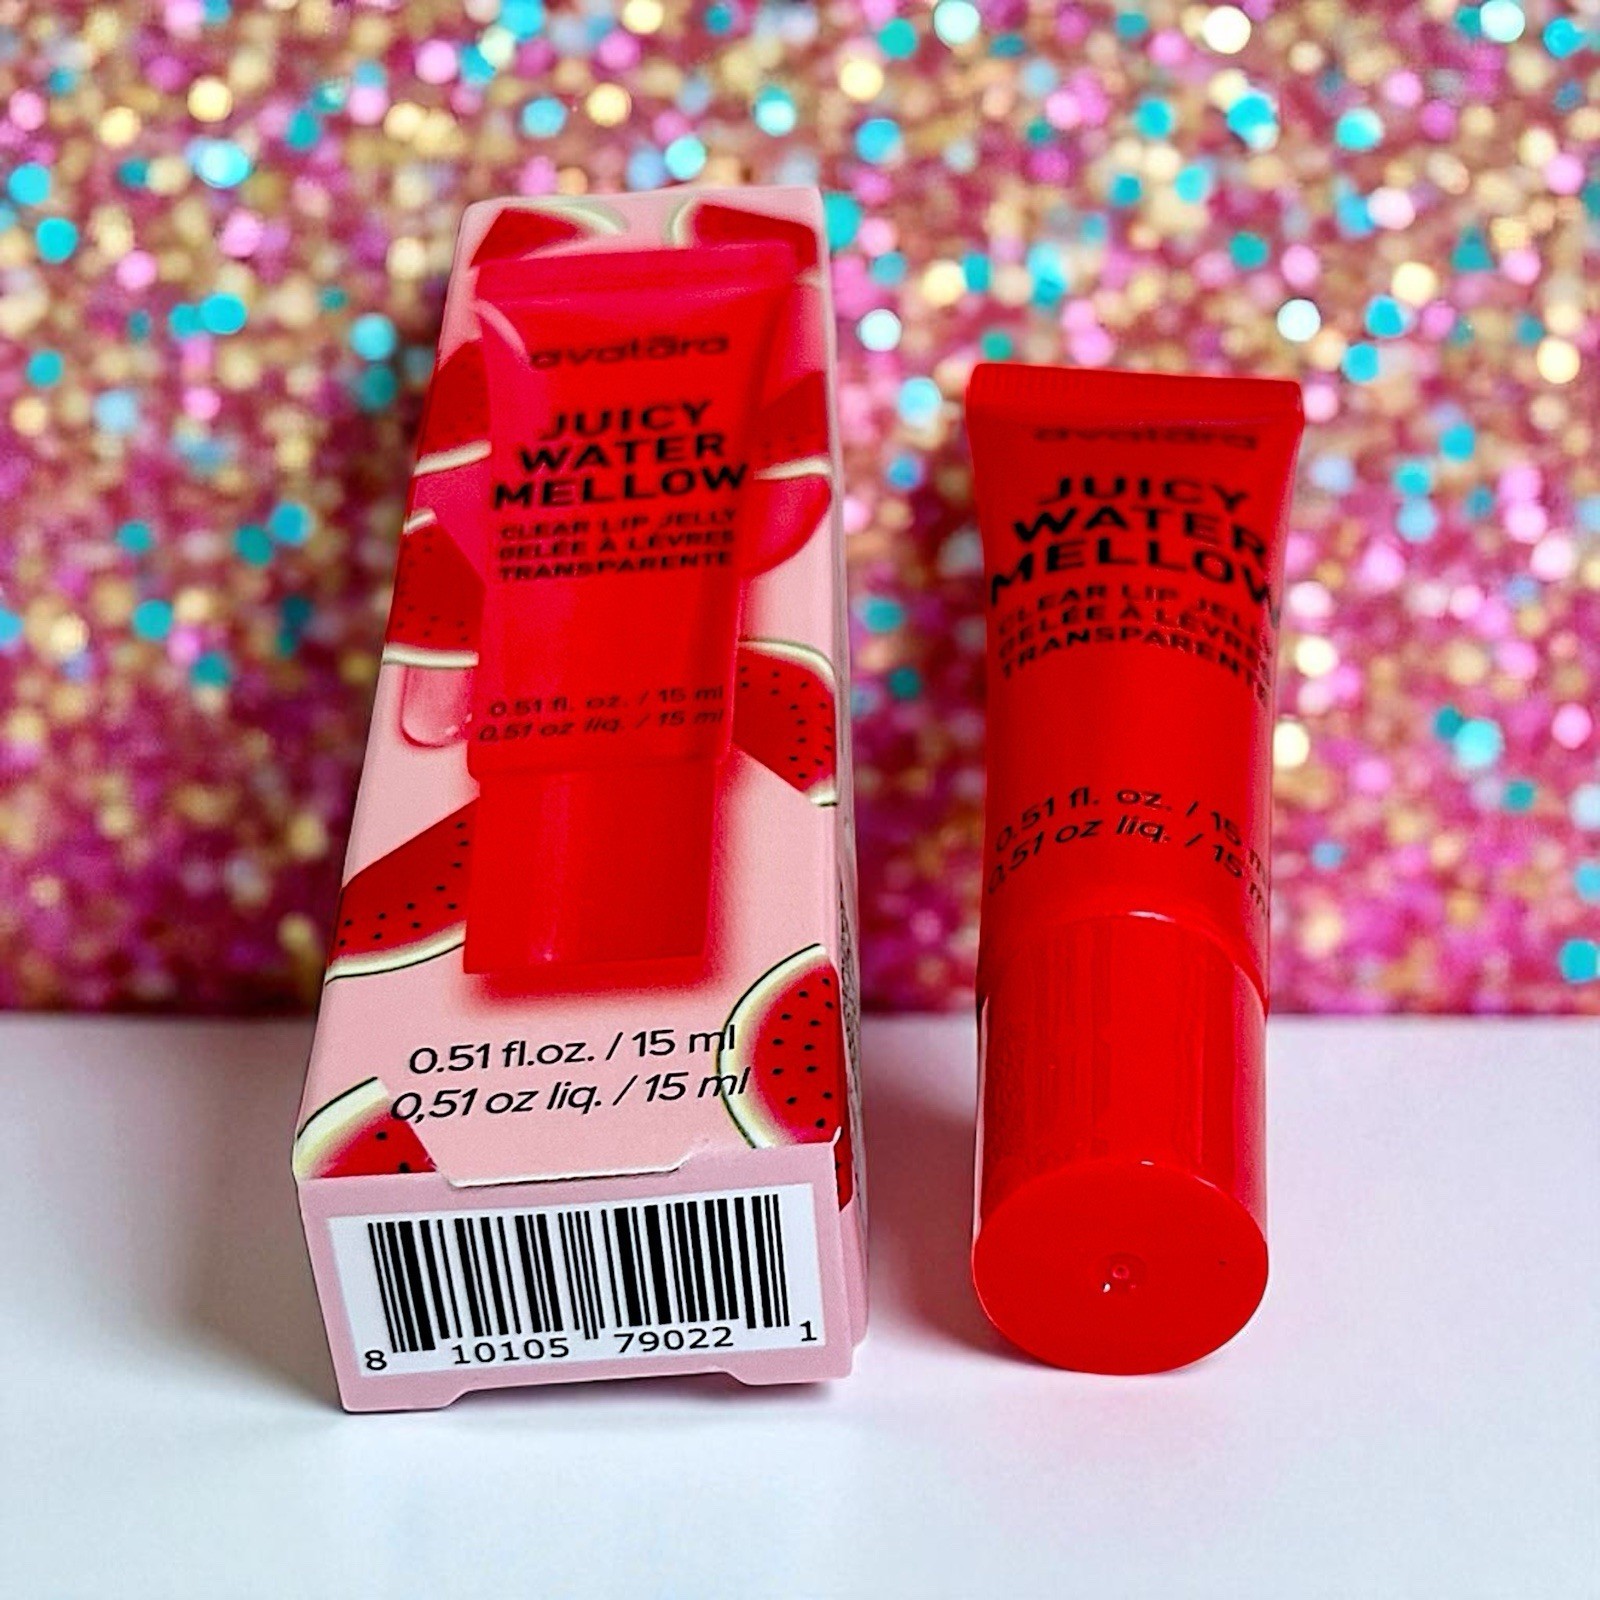 avatāra
JUICY
WATER
MELLOW
CLEAR LIP JELLY
GELÉE À LÈVRES
TRANSPARENTE
0.51 fl. oz. / 15 ml
0,51 oz liq. / 15 ml
0.51 fl.oz. / 15 ml
0,51 oz liq. / 15 ml
8 10105 79022 1
avatāra
JUICY
WATER
MELLOW
CLEAR LIP JELLY
GELÉE À LÈVRES
TRANSPARENTE
0.51 fl. oz. / 15 ml
0,51 oz liq. / 15 ml